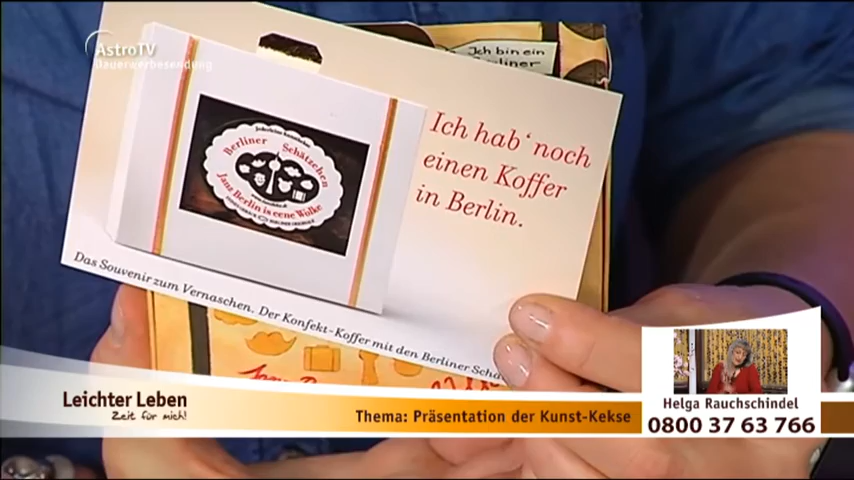 AstroTV
Dauerwerbesendung
Ich bin ein
Berliner
Ich hab' noch
einen Koffer
in Berlin.
Berliner Schätzchen
Janz Berlin is eene Wolke
Das Souvenir zum Vernaschen. Der Konfekt-Koffer mit den Berliner
Leichter Leben
Zeit für mich!
Thema: Präsentation der Kunst-Kekse
Helga Rauchschindel
0800 37 63 766